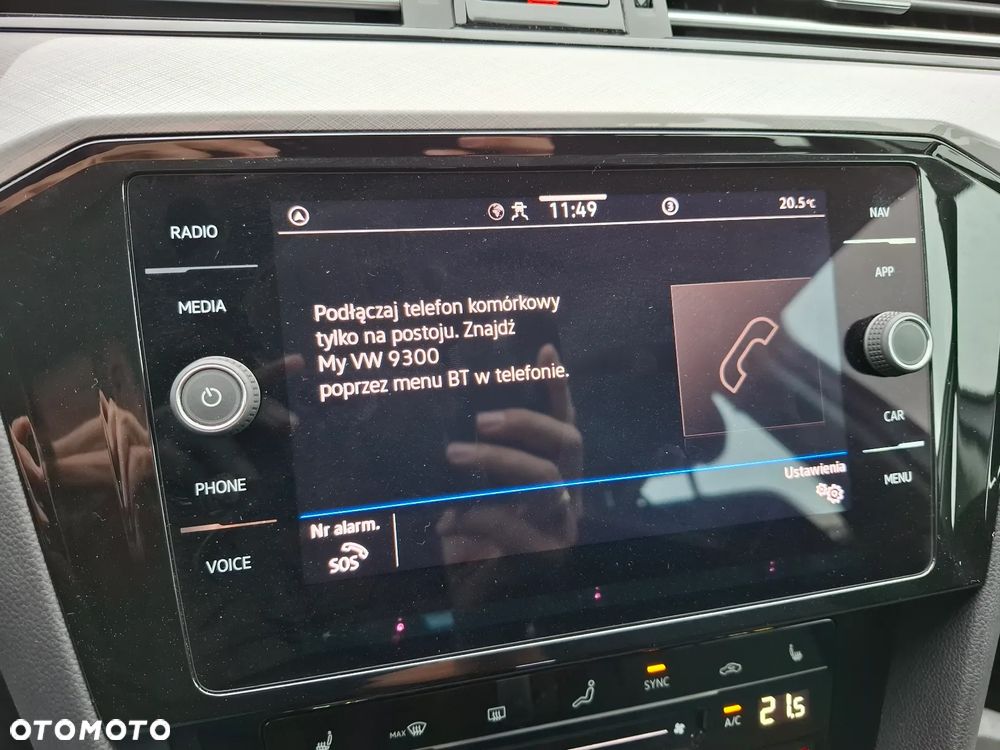 11:49
3
20.5°C
RADIO
MEDIA
PHONE
VOICE
NAV
APP
CAR
MENU
Podłączaj telefon komórkowy
tylko na postoju. Znajdź
My VW 9300
poprzez menu BT w telefonie.
Ustawienia
Nr alarm.
SOS
MAX
SYNC
A/C
21.5
OTOMOTO